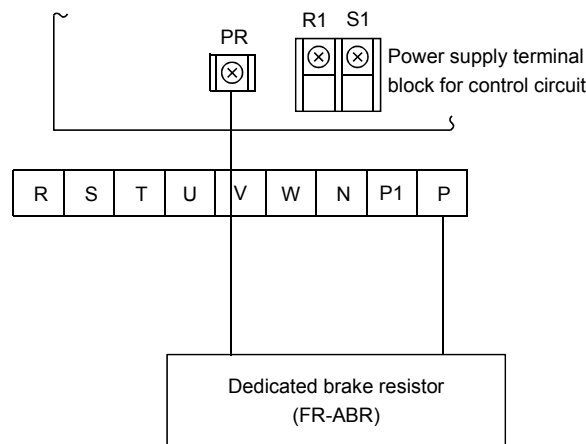 PR
R1 S1
Power supply terminal
block for control circuit
R S T U V W N P1 P
Dedicated brake resistor
(FR-ABR)